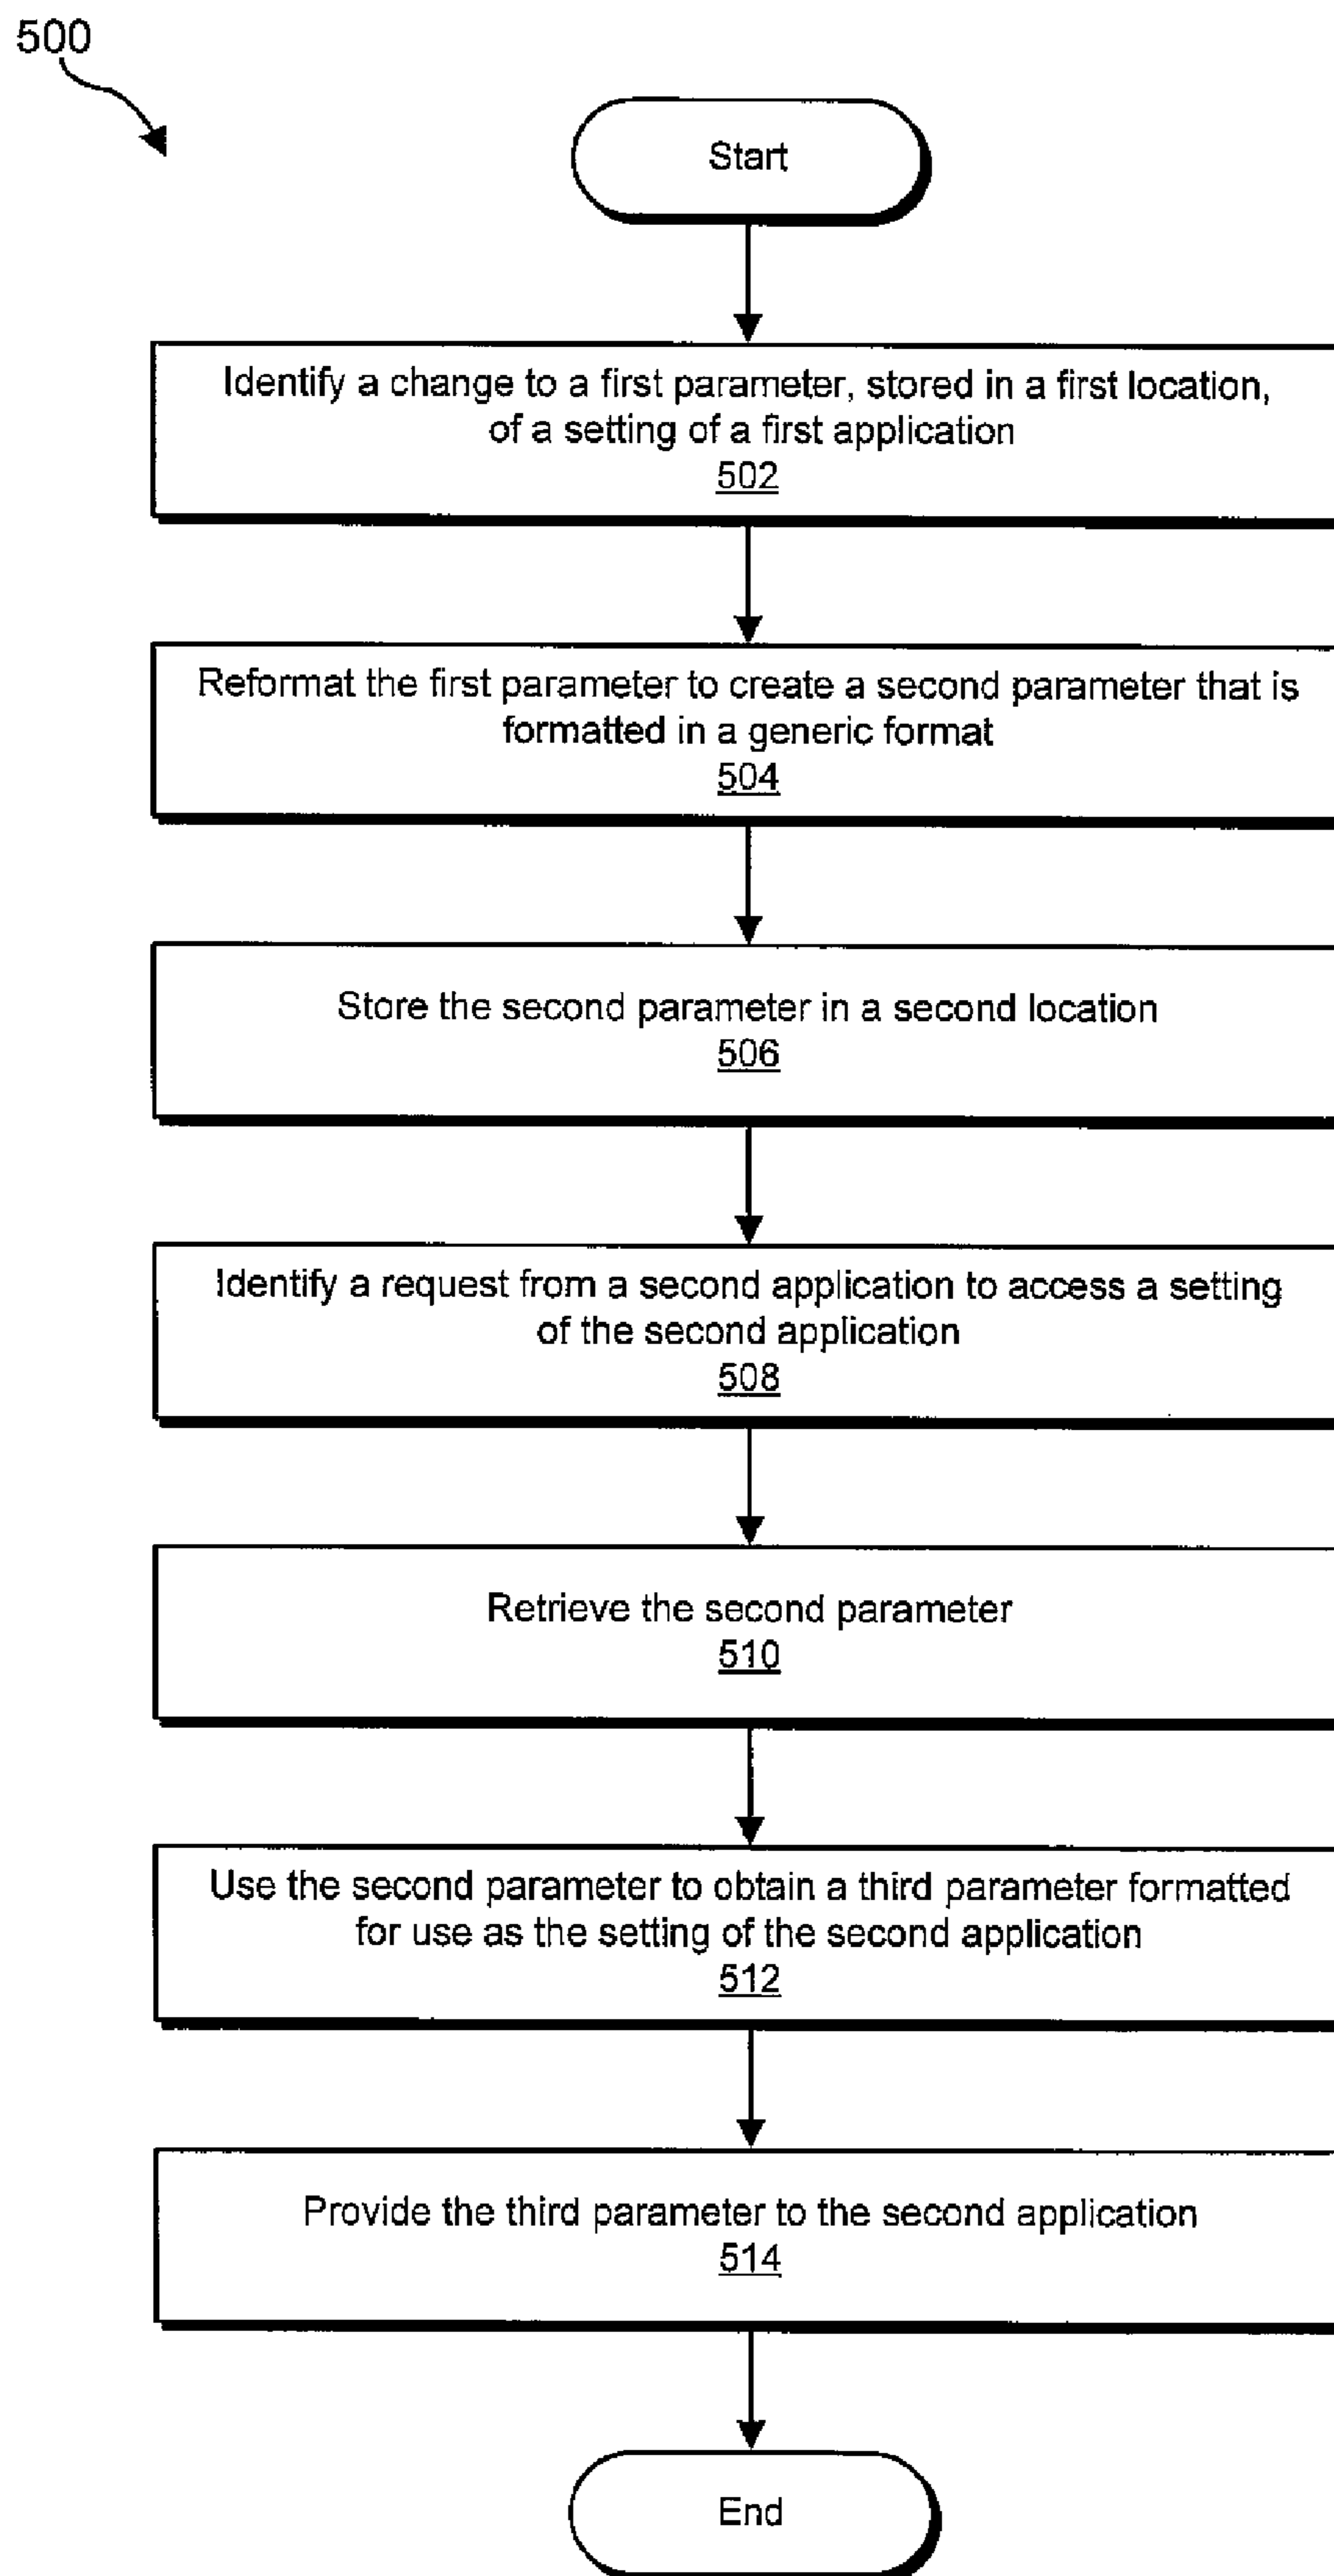 500
Start
Identify a change to a first parameter, stored in a first location,
of a setting of a first application
502
Reformat the first parameter to create a second parameter that is
formatted in a generic format
504
Store the second parameter in a second location
506
Identify a request from a second application to access a setting
of the second application
508
Retrieve the second parameter
510
Use the second parameter to obtain a third parameter formatted
for use as the setting of the second application
512
Provide the third parameter to the second application
514
End